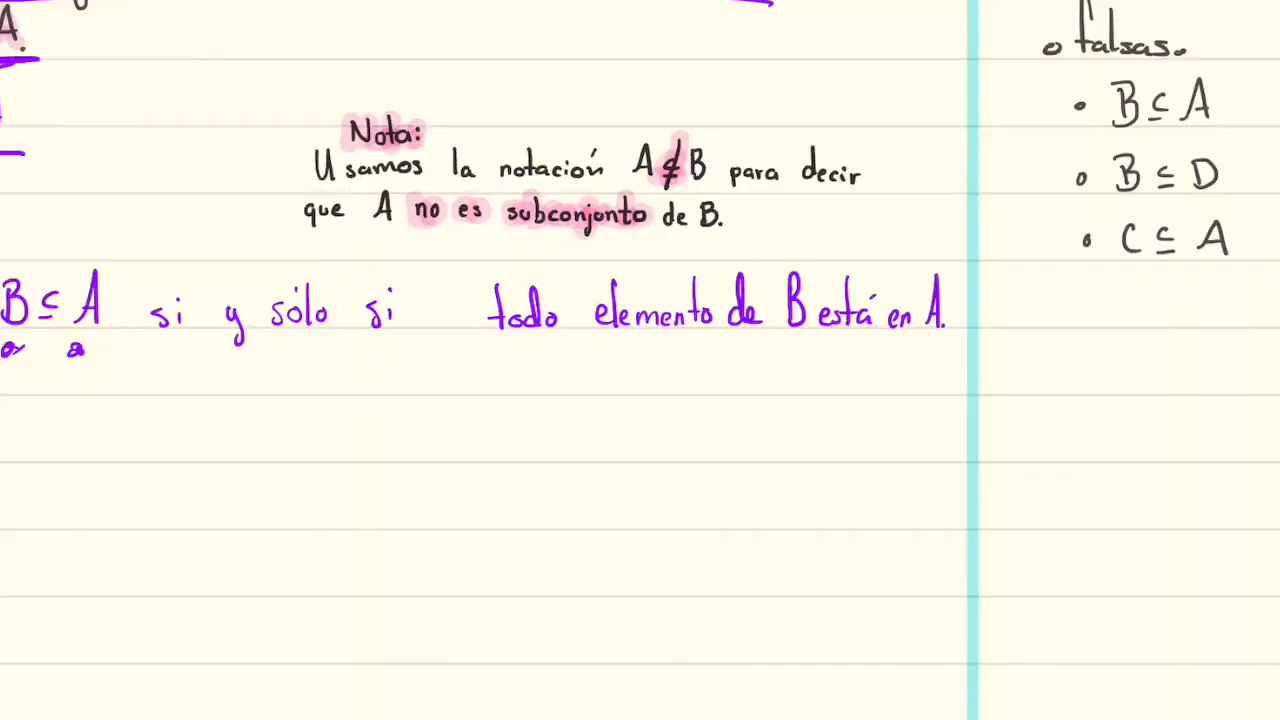 A.
Nota:
Usamos la notación A ⊈ B para decir
que A no es subconjunto de B.
B ⊆ A si y sólo si todo elemento de B está en A.
o falsas.
• B ⊆ A
• B ⊆ D
• C ⊆ A